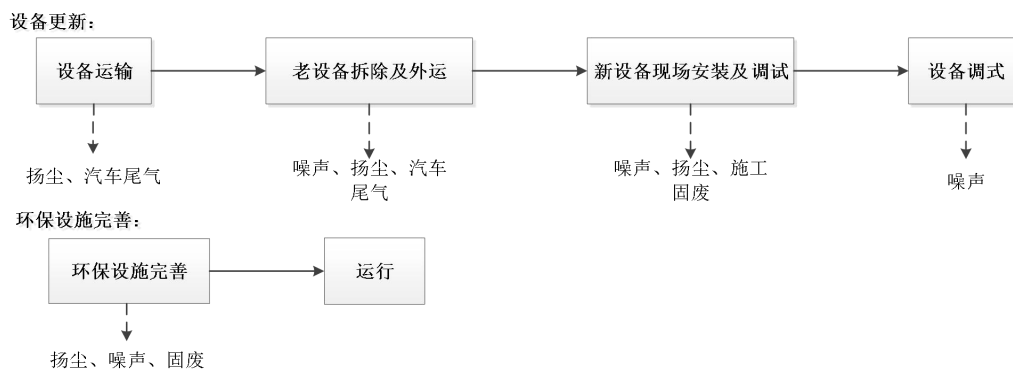 设备更新：
设备运输
老设备拆除及外运
新设备现场安装及调试
设备调式
扬尘、汽车尾气
噪声、扬尘、汽车
尾气
噪声、扬尘、施工
固废
噪声
环保设施完善：
环保设施完善
运行
扬尘、噪声、固废